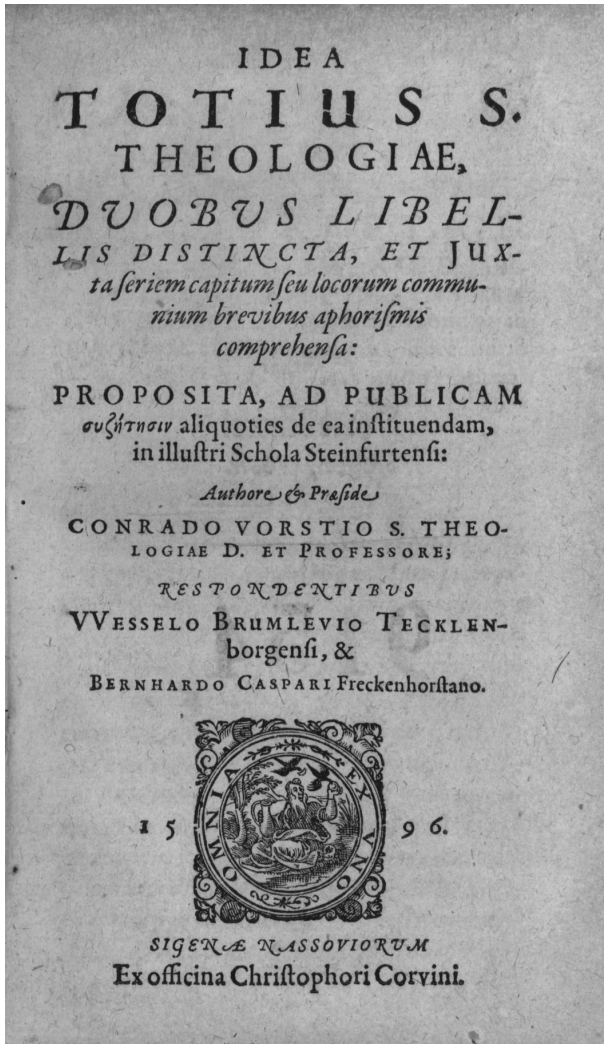 IDEA
TOTIUS S.
THEOLOGIAE,
DVOBVS LIBEL-
LIS DISTINCTA, ET JUX-
ta ſeriem capitum ſeu locorum commu-
nium brevibus aphoriſmis
comprehenſa:
PROPOSITA, AD PUBLICAM
συζήτησιν aliquoties de ea inſtituendam,
in illuſtri Schola Steinfurtenſi:
Authore & Præſide
CONRADO VORSTIO S. THEO-
LOGIAE D. ET PROFESSORE;
RESPONDENTIBVS
VVESSELO BRUMLEVIO TECKLEN-
borgenſi, &
BERNHARDO CASPARI Freckenhorſtano.
OMNIA EX VNO
15 96.
SIGENÆ NASSOVIORVM
Ex officina Chriſtophori Corvini.